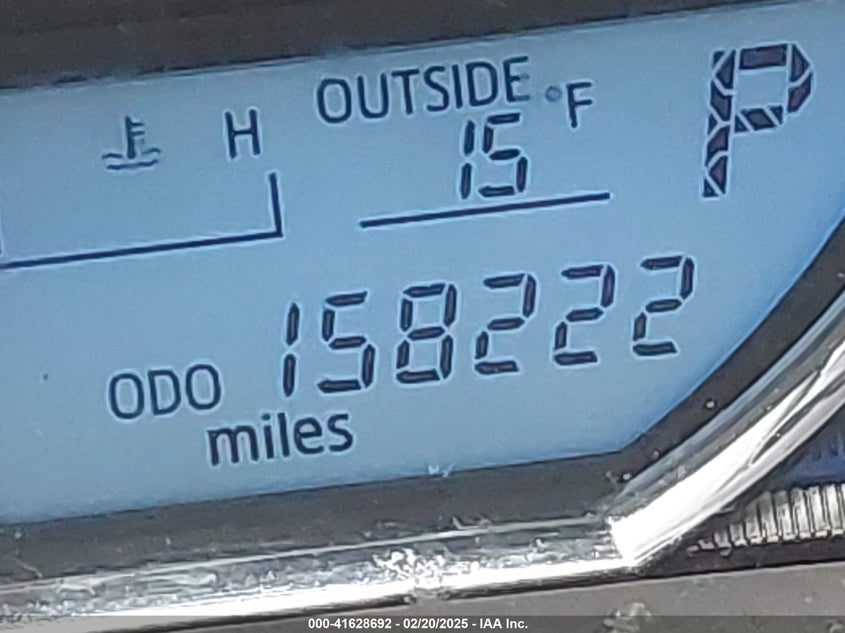 OUTSIDE °F
H
15
P
ODO 158222
miles
000-41628692 - 02/20/2025 - IAA Inc.